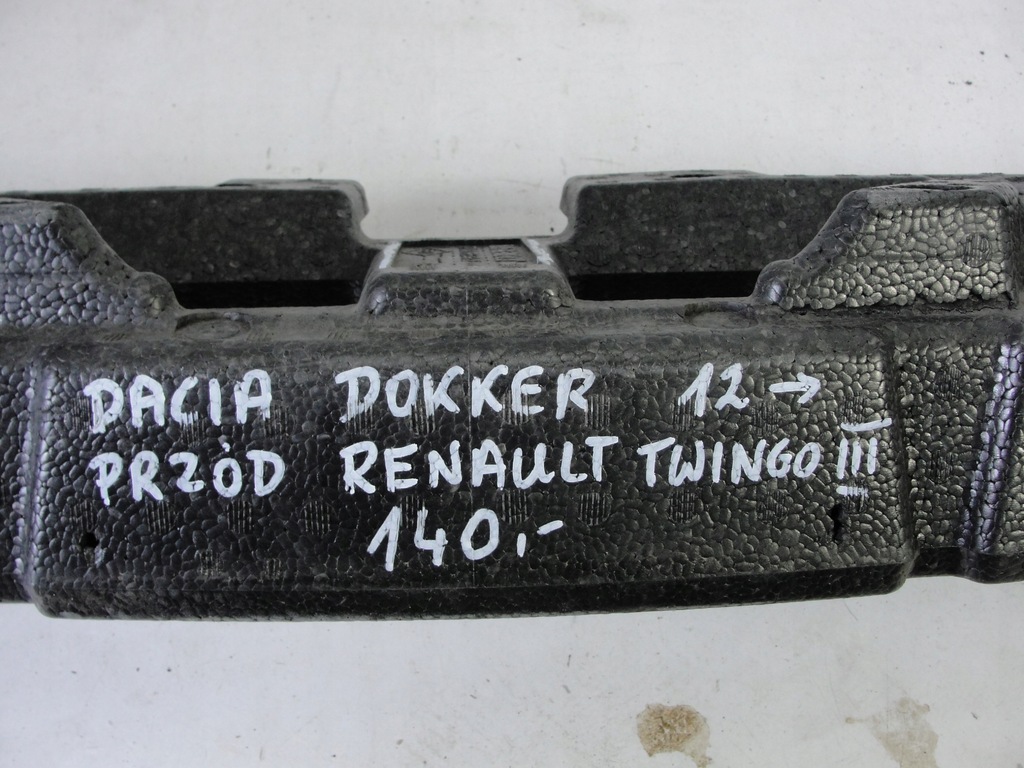 DACIA DOKKER 12→
PRZÓD RENAULT TWINGO III
140,-